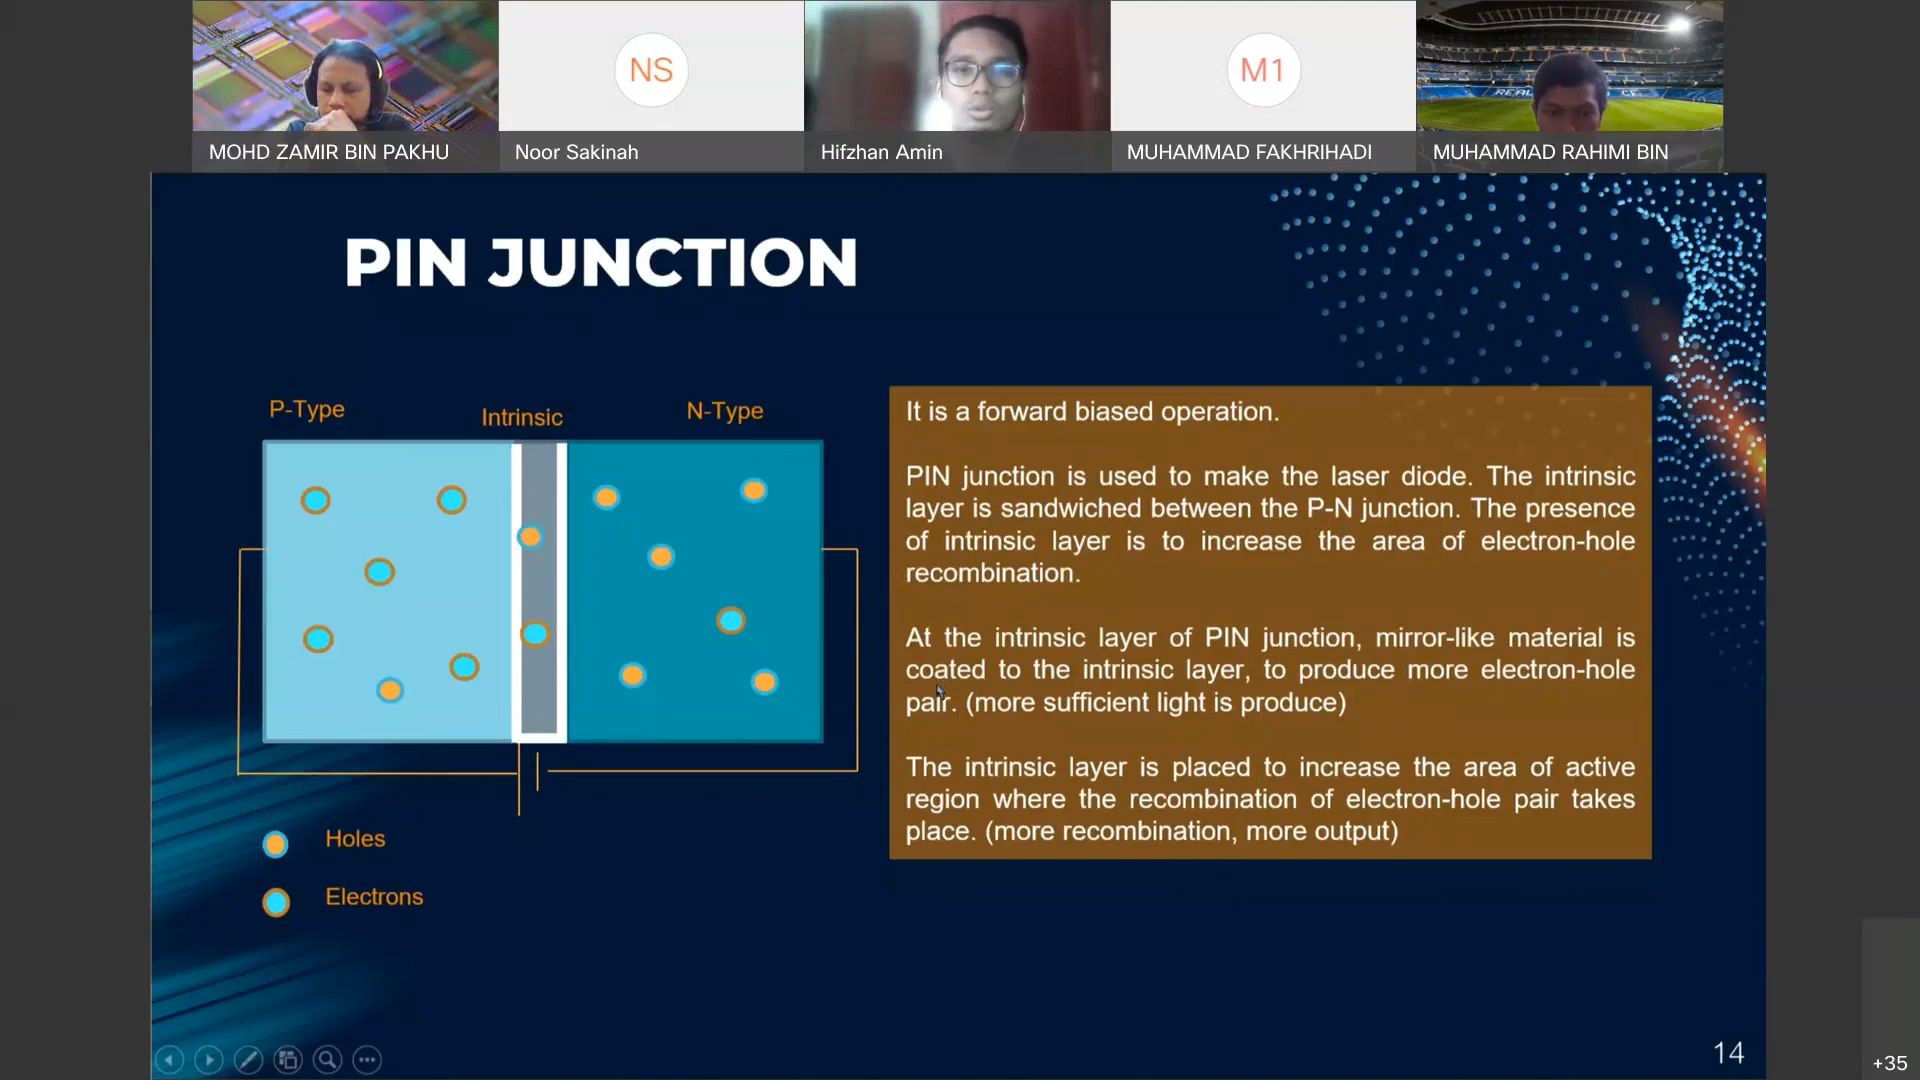 NS
M1
REAL
CF
MOHD ZAMIR BIN PAKHU
Noor Sakinah
Hifzhan Amin
MUHAMMAD FAKHRIHADI
MUHAMMAD RAHIMI BIN
PIN JUNCTION
P-Type
Intrinsic
N-Type
It is a forward biased operation.
PIN junction is used to make the laser diode. The intrinsic
layer is sandwiched between the P-N junction. The presence
of intrinsic layer is to increase the area of electron-hole
recombination.
At the intrinsic layer of PIN junction, mirror-like material is
coated to the intrinsic layer, to produce more electron-hole
pair. (more sufficient light is produce)
The intrinsic layer is placed to increase the area of active
region where the recombination of electron-hole pair takes
place. (more recombination, more output)
Holes
Electrons
14
+35